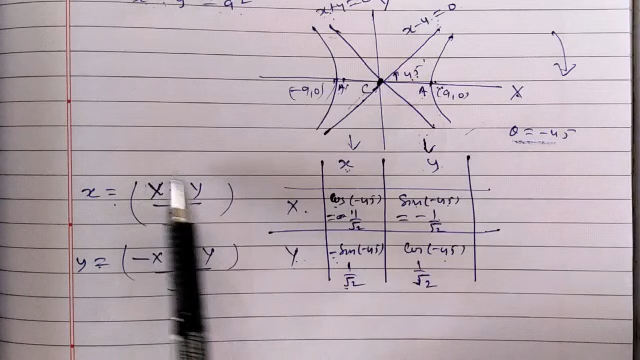 x+y=0 Y x-y=0
45°
(-a,0) A' C A (a,0) X
θ = -45
x y
x = ( X Y )
X. cos(-45) Sin(-45)
= 1/√2 = -1/√2
y = ( -X Y )
Y -Sin(-45) Cos(-45)
1/√2 1/√2